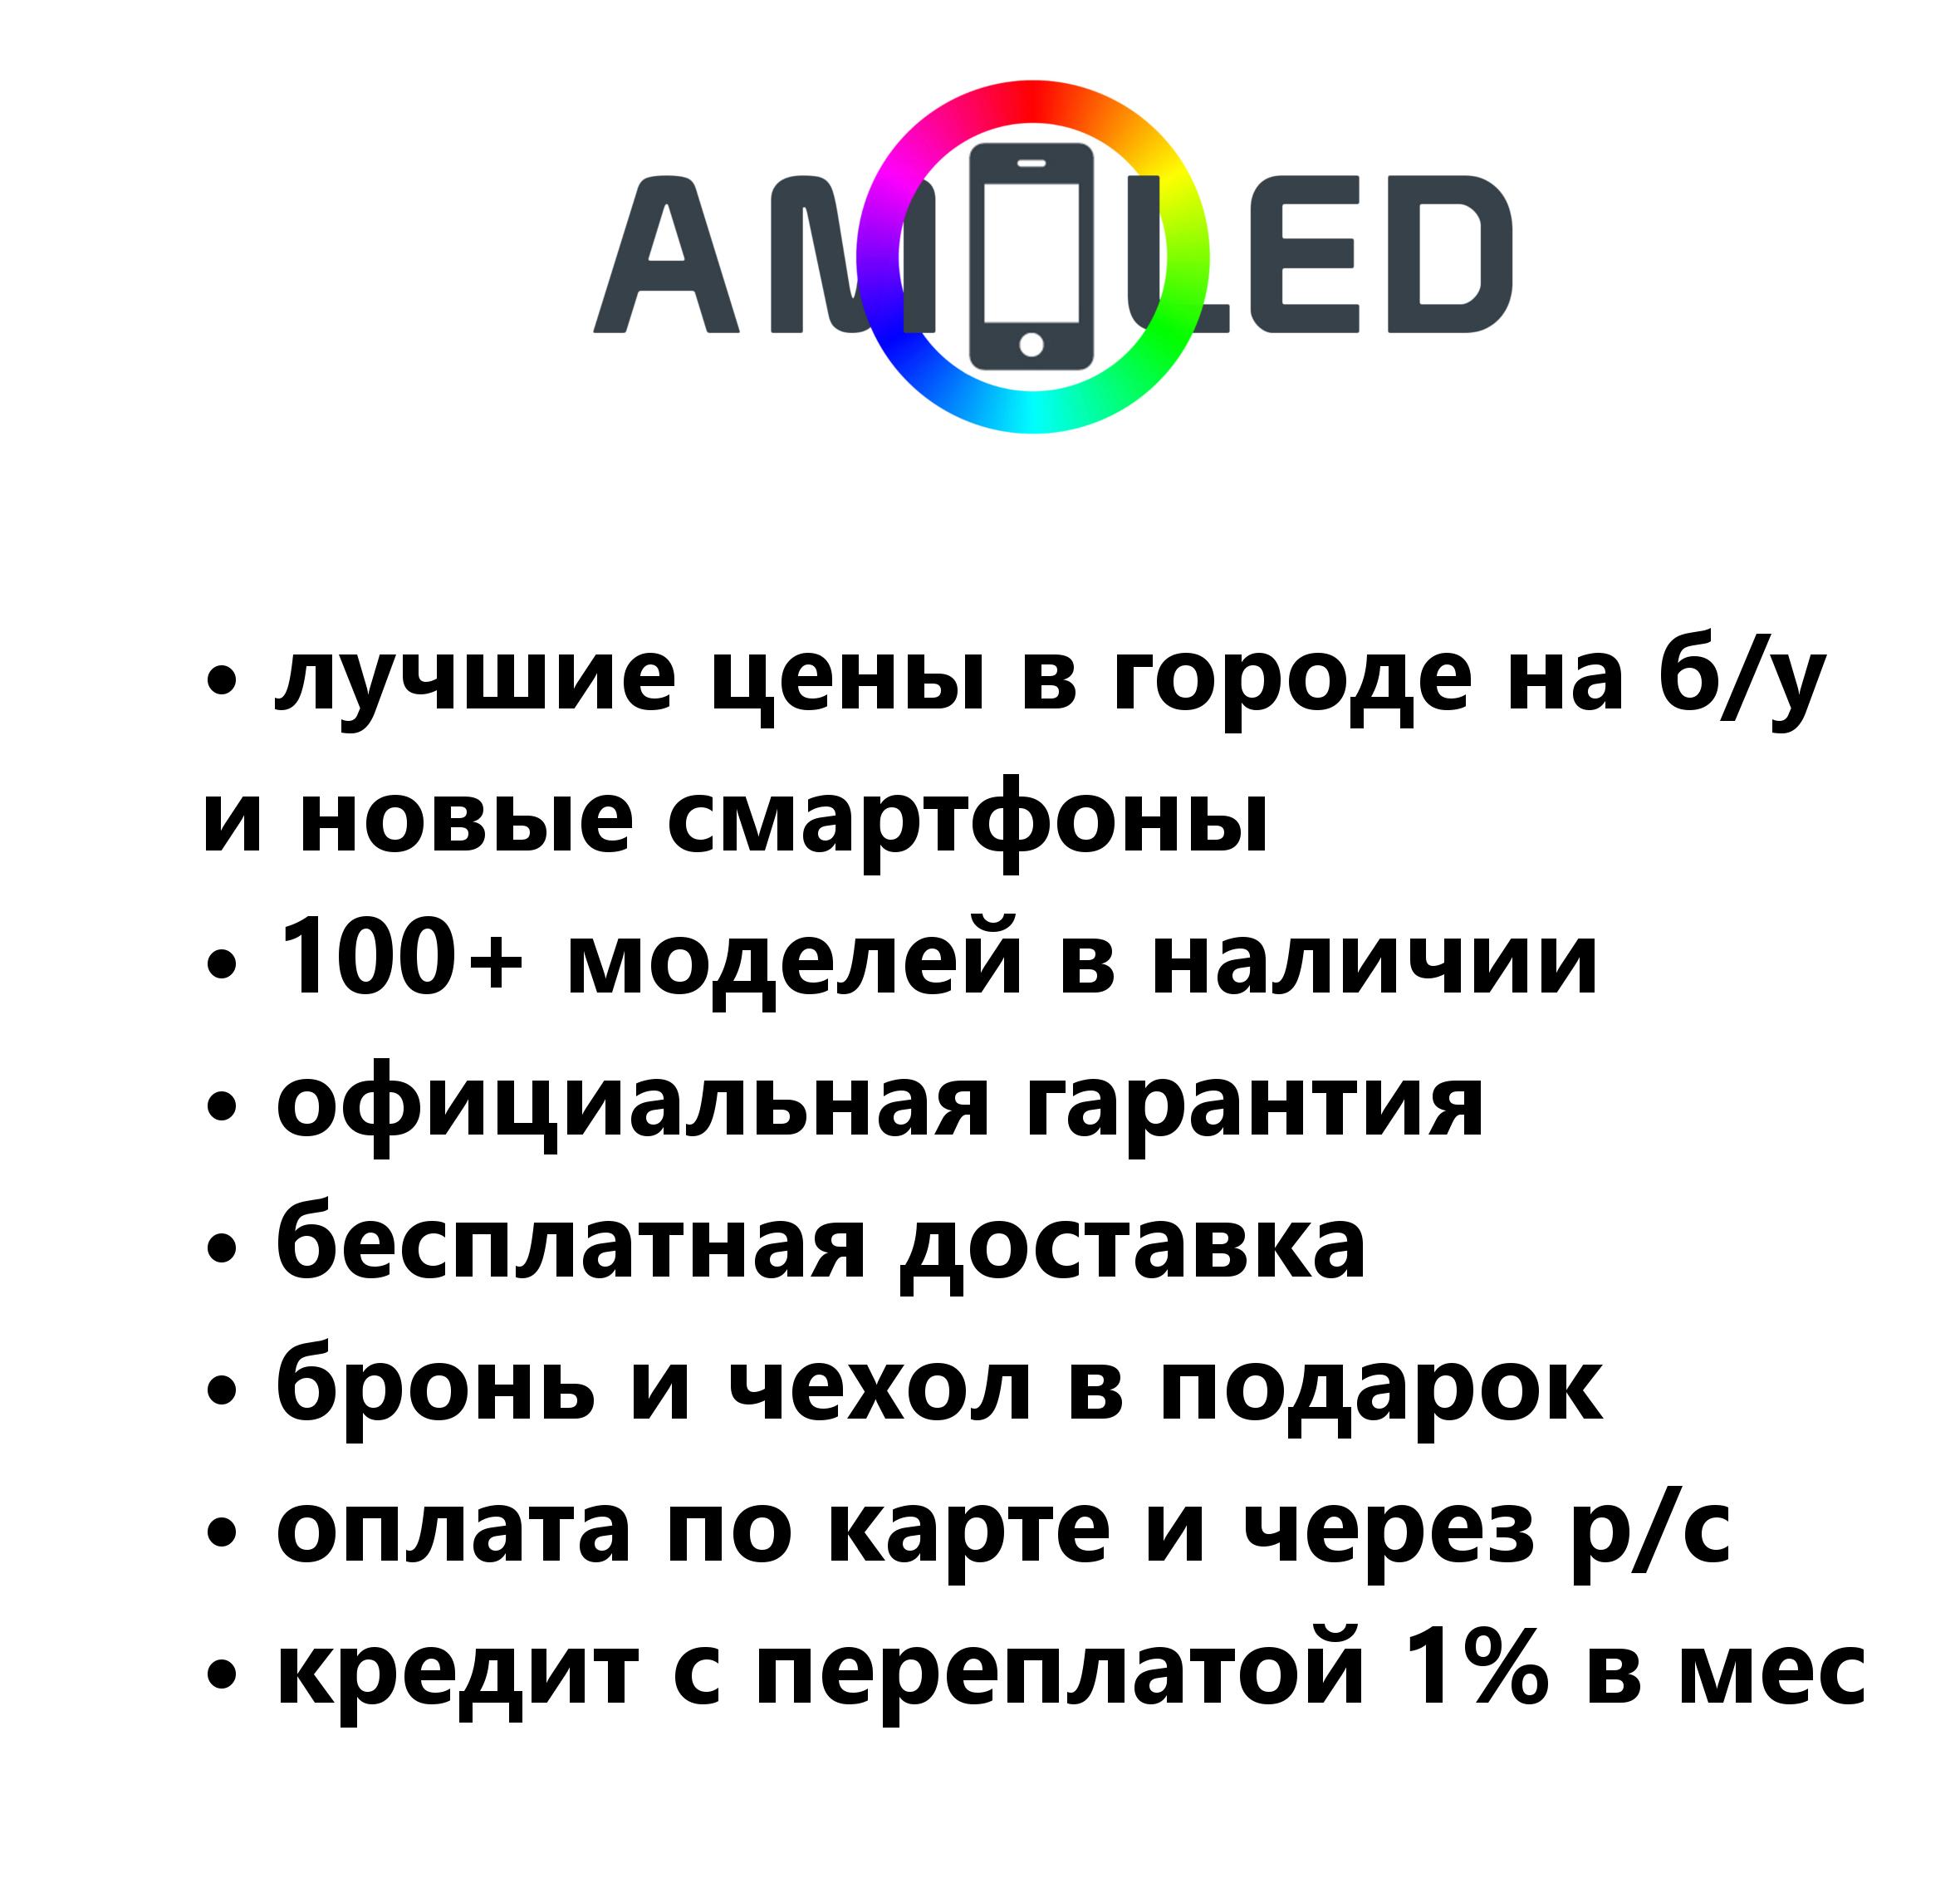 AMOLED
• лучшие цены в городе на б/у
и новые смартфоны
• 100+ моделей в наличии
• официальная гарантия
• бесплатная доставка
• бронь и чехол в подарок
• оплата по карте и через р/с
• кредит с переплатой 1% в мес